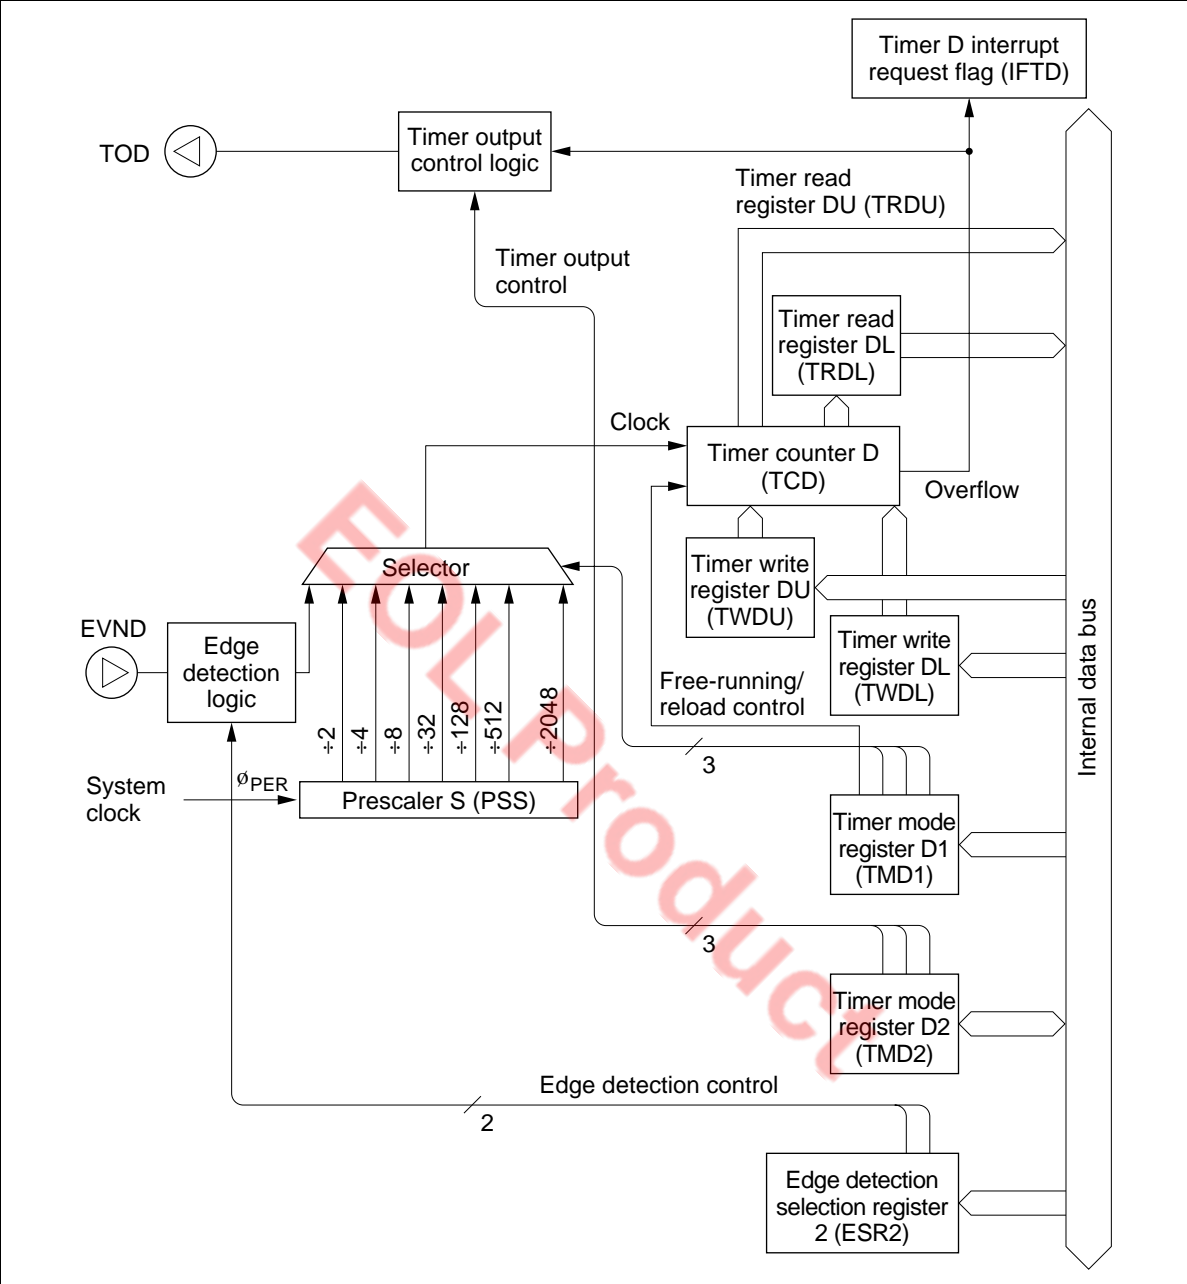 Timer D interrupt
request flag (IFTD)
TOD
Timer output
control logic
Timer read
register DU (TRDU)
Timer output
control
Timer read
register DL
(TRDL)
Clock
Timer counter D
(TCD)
Overflow
Selector
Timer write
register DU
(TWDU)
EVND
Edge
detection
logic
Timer write
register DL
(TWDL)
Internal data bus
Free-running/
reload control
÷2
÷4
÷8
÷32
÷128
÷512
÷2048
3
System
clock
øPER
Prescaler S (PSS)
Timer mode
register D1
(TMD1)
3
Timer mode
register D2
(TMD2)
Edge detection control
2
Edge detection
selection register
2 (ESR2)
EOL Product